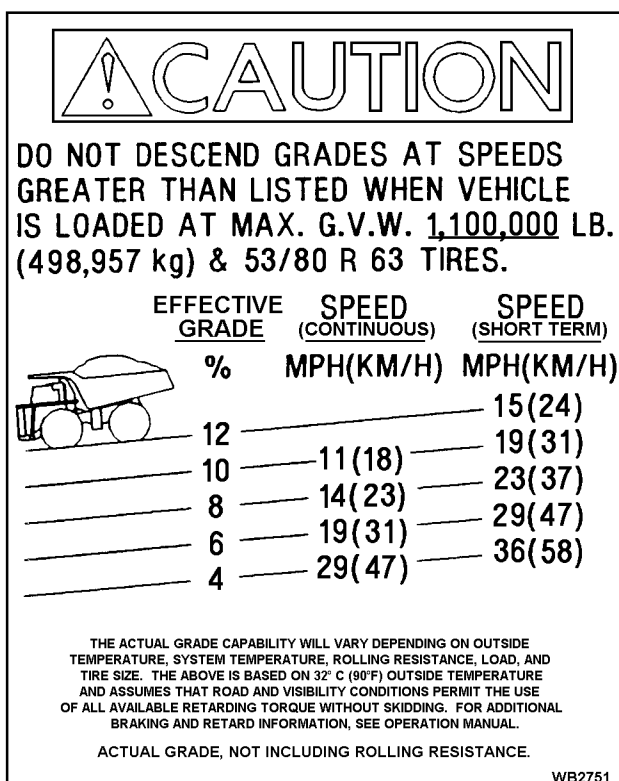 CAUTION
DO NOT DESCEND GRADES AT SPEEDS
GREATER THAN LISTED WHEN VEHICLE
IS LOADED AT MAX. G.V.W. 1,100,000 LB.
(498,957 kg) & 53/80 R 63 TIRES.
EFFECTIVE GRADE SPEED (CONTINUOUS) SPEED (SHORT TERM)
% MPH(KM/H) MPH(KM/H)
12 15(24)
10 11(18) 19(31)
8 14(23) 23(37)
6 19(31) 29(47)
4 29(47) 36(58)
THE ACTUAL GRADE CAPABILITY WILL VARY DEPENDING ON OUTSIDE
TEMPERATURE, SYSTEM TEMPERATURE, ROLLING RESISTANCE, LOAD, AND
TIRE SIZE. THE ABOVE IS BASED ON 32° C (90°F) OUTSIDE TEMPERATURE
AND ASSUMES THAT ROAD AND VISIBILITY CONDITIONS PERMIT THE USE
OF ALL AVAILABLE RETARDING TORQUE WITHOUT SKIDDING. FOR ADDITIONAL
BRAKING AND RETARD INFORMATION, SEE OPERATION MANUAL.
ACTUAL GRADE, NOT INCLUDING ROLLING RESISTANCE.
WB2751